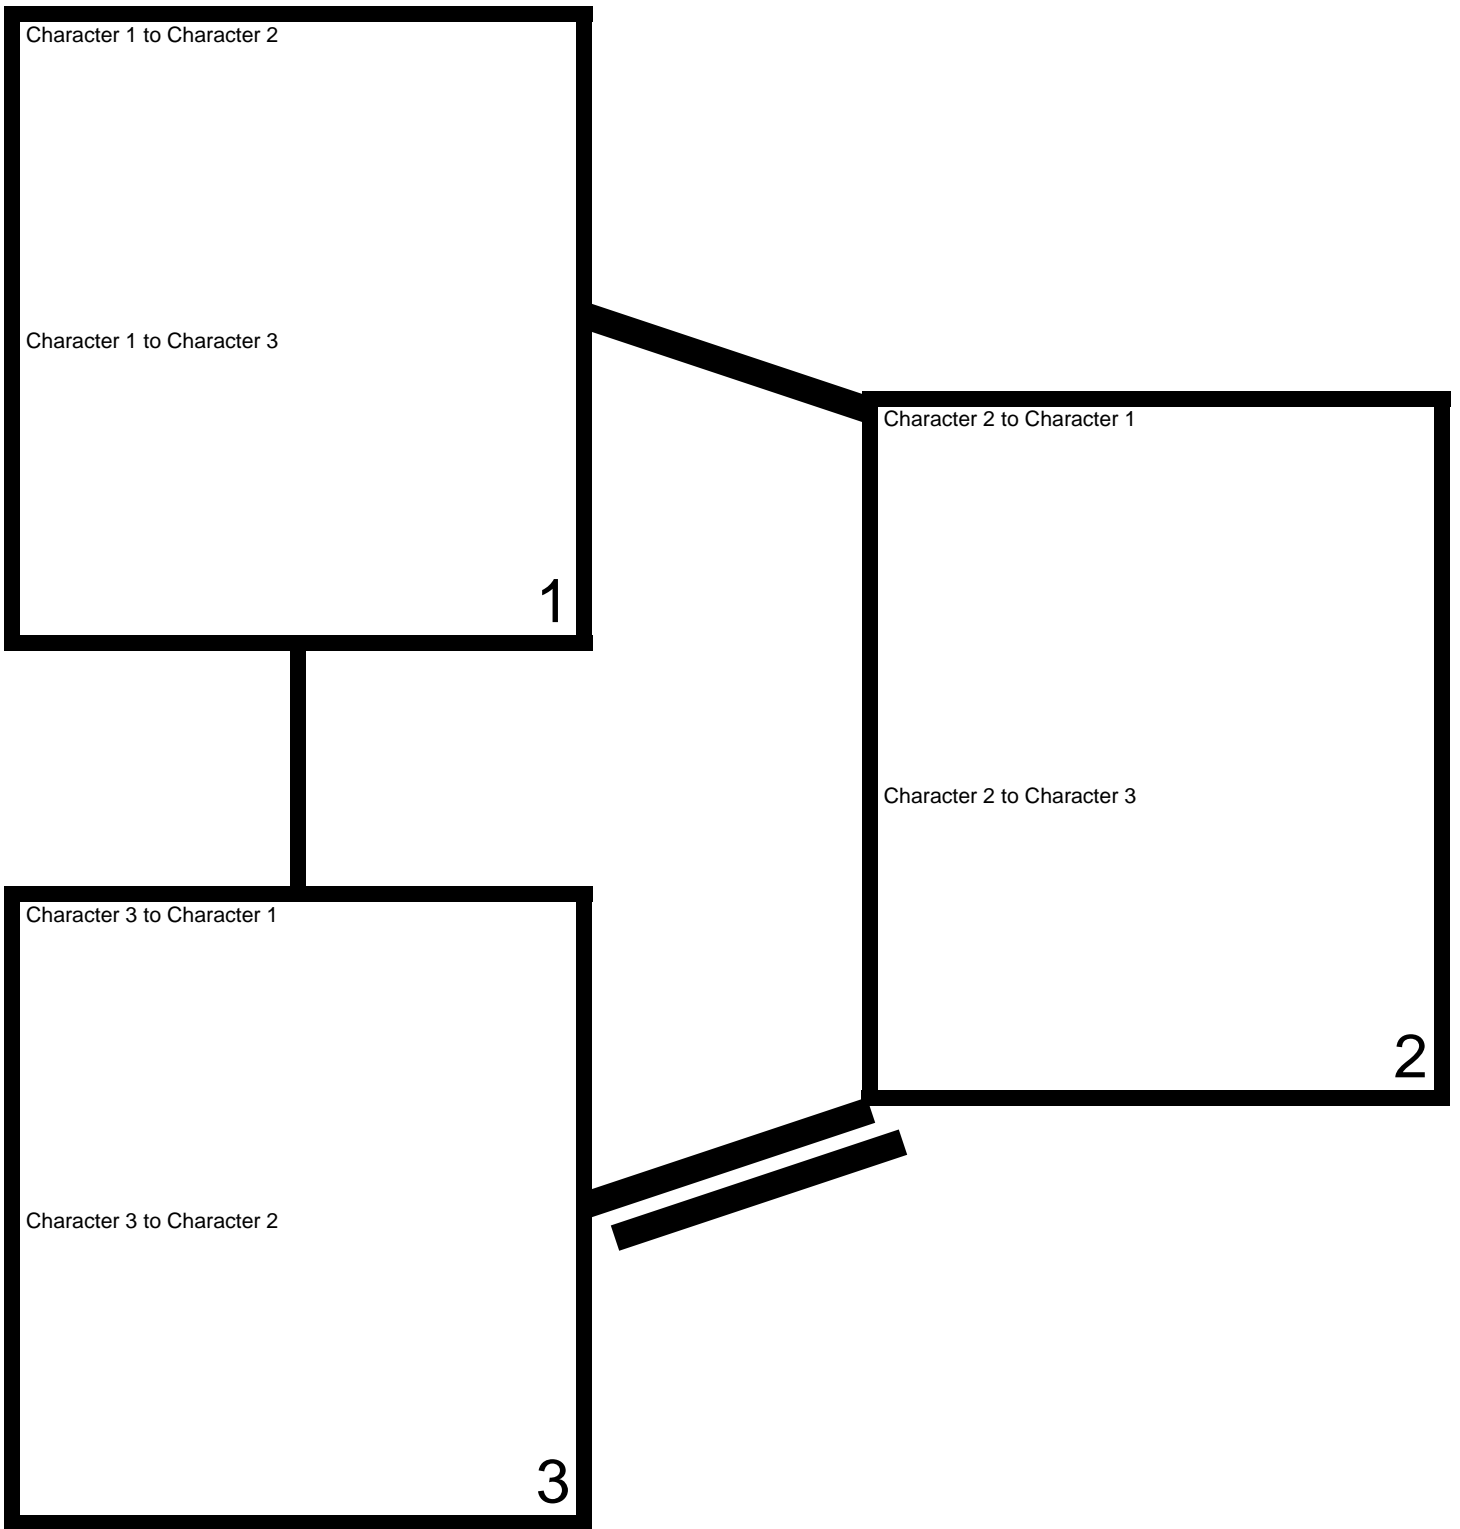 Character 1 to Character 2
Character 1 to Character 3
1
Character 2 to Character 1
Character 2 to Character 3
2
Character 3 to Character 1
Character 3 to Character 2
3